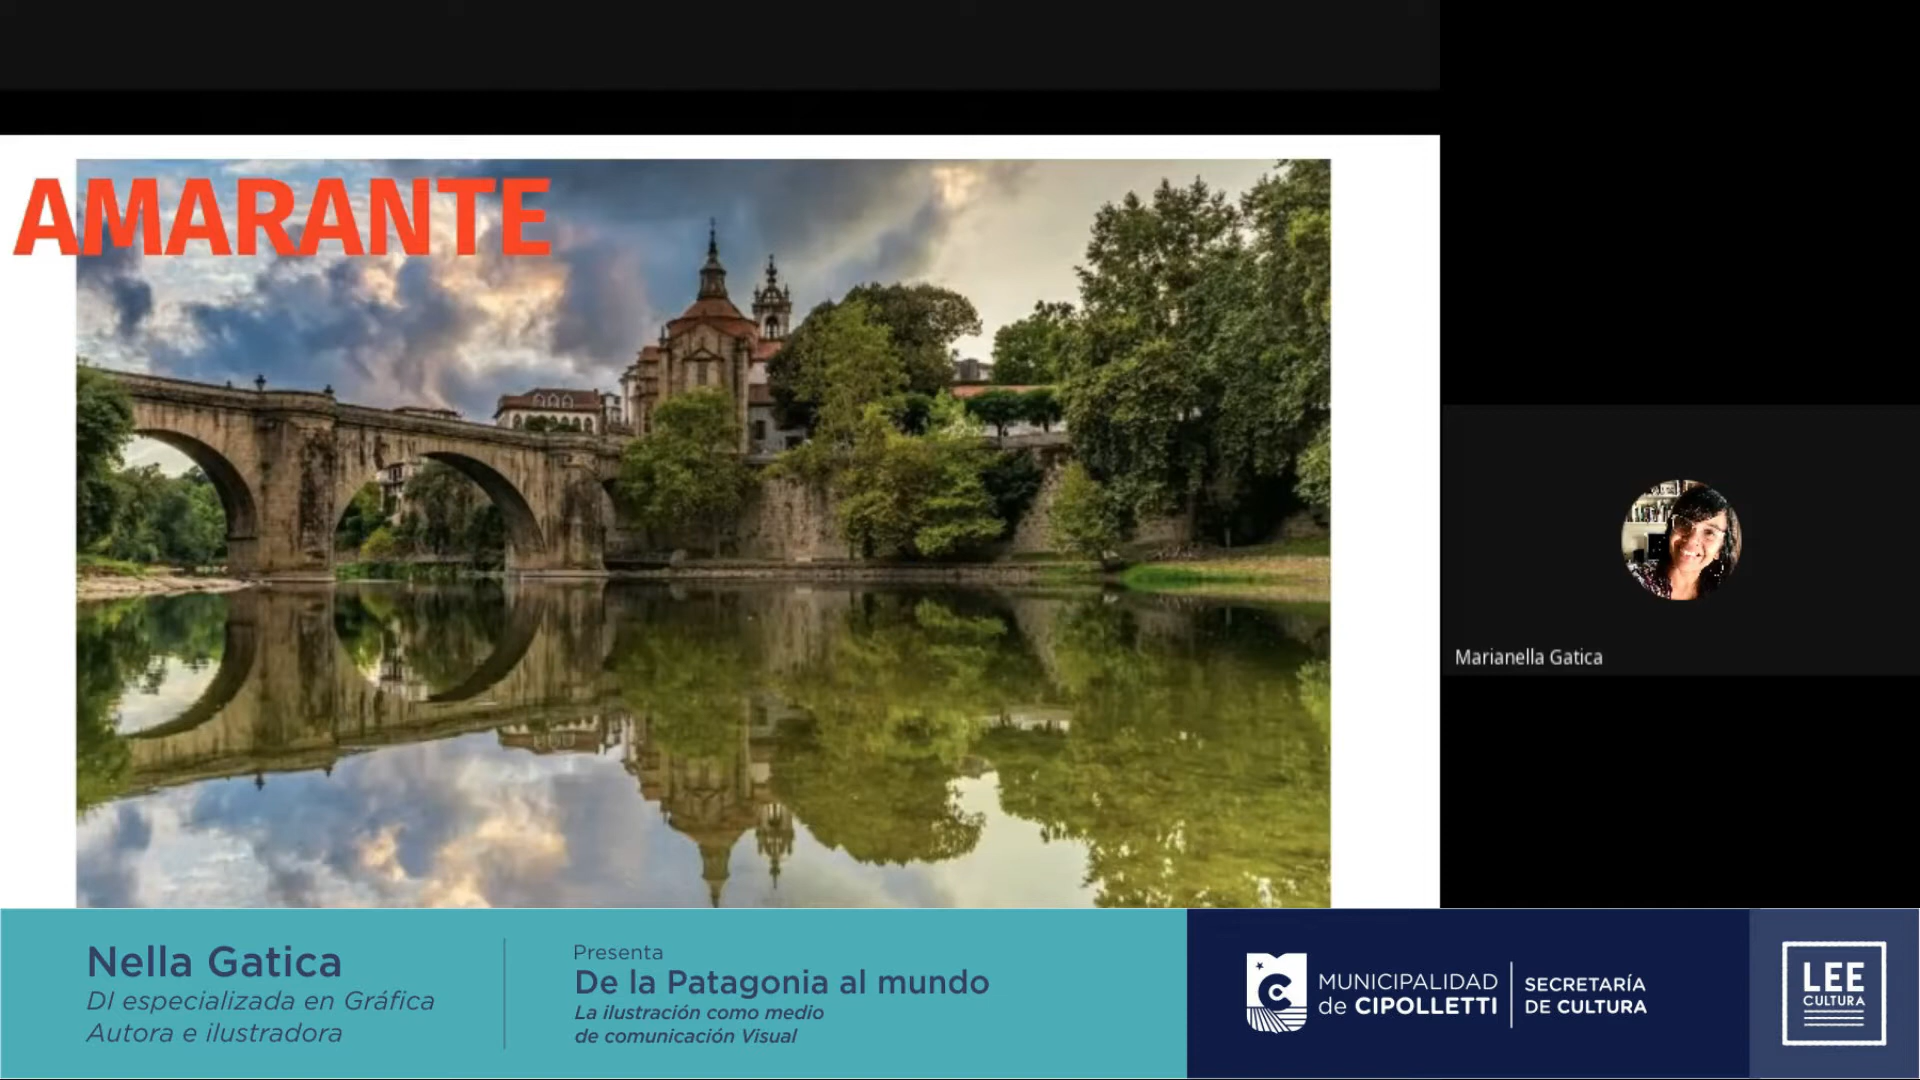 AMARANTE
Marianella Gatica
Nella Gatica
DI especializada en Gráfica
Autora e ilustradora
Presenta
De la Patagonia al mundo
La ilustración como medio
de comunicación Visual
MUNICIPALIDAD
de CIPOLLETTI
SECRETARÍA
DE CULTURA
LEE
CULTURA